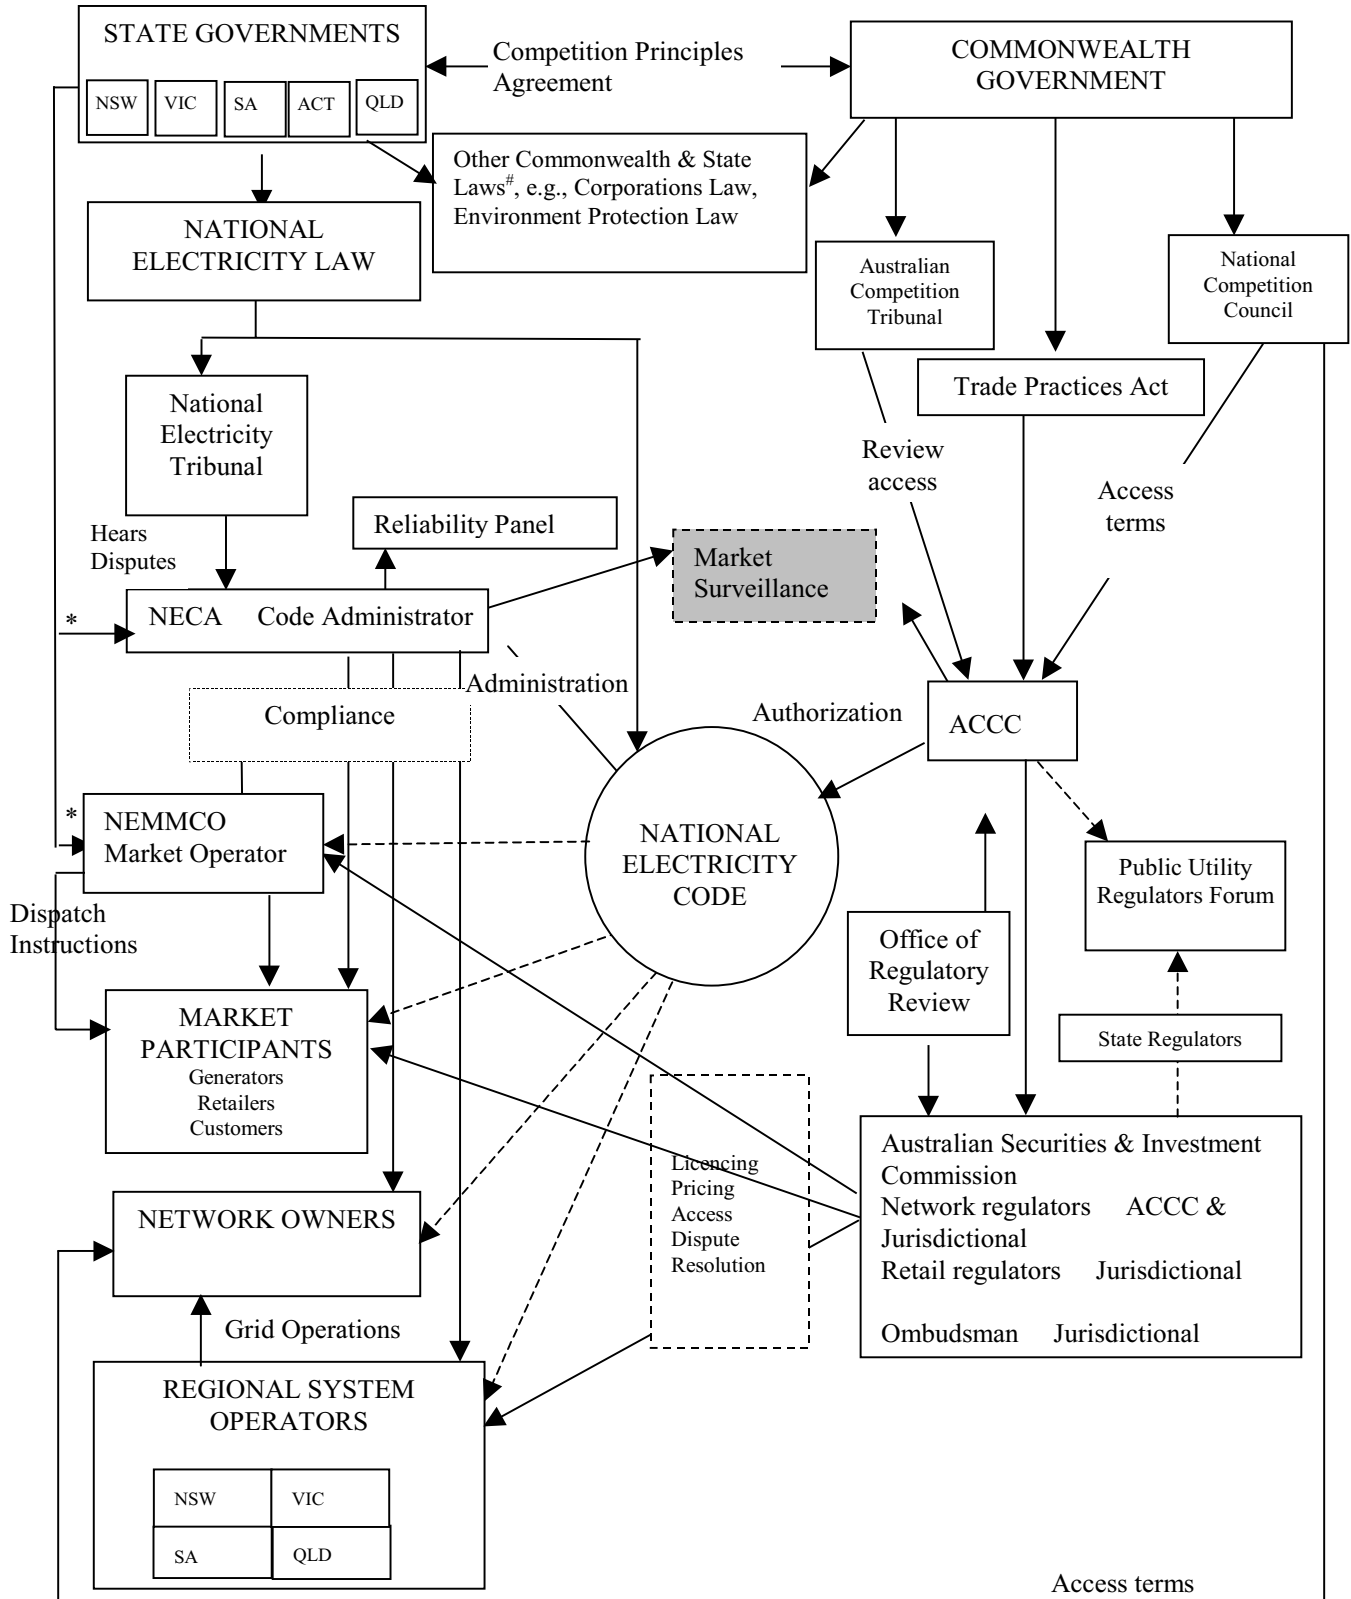 STATE GOVERNMENTS
NSW
VIC
SA
ACT
QLD
Competition Principles
Agreement
COMMONWEALTH
GOVERNMENT
Other Commonwealth & State
Laws#, e.g., Corporations Law,
Environment Protection Law
NATIONAL
ELECTRICITY LAW
Australian
Competition
Tribunal
National
Competition
Council
Trade Practices Act
National
Electricity
Tribunal
Review
access
Access
terms
Hears
Disputes
Reliability Panel
Market
Surveillance
*
NECA Code Administrator
Administration
Compliance
Authorization
ACCC
*
NEMMCO
Market Operator
NATIONAL
ELECTRICITY
CODE
Public Utility
Regulators Forum
Dispatch
Instructions
Office of
Regulatory
Review
MARKET
PARTICIPANTS
Generators
Retailers
Customers
State Regulators
Licencing
Pricing
Access
Dispute
Resolution
Australian Securities & Investment
Commission
Network regulators ACCC &
Jurisdictional
Retail regulators Jurisdictional
Ombudsman Jurisdictional
NETWORK OWNERS
Grid Operations
REGIONAL SYSTEM
OPERATORS
NSW
VIC
SA
QLD
Access terms